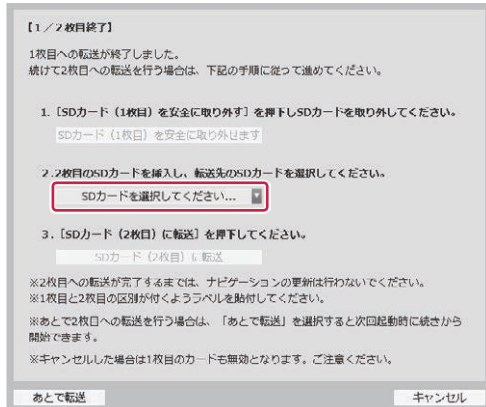 【1／2枚目終了】
1枚目への転送が終了しました。
続けて2枚目への転送を行う場合は、下記の手順に従って進めてください。
1.［SDカード（1枚目）を安全に取り外す］を押下しSDカードを取り外してください。
SDカード（1枚目）を安全に取り外せます
2.2枚目のSDカードを挿入し、転送先のSDカードを選択してください。
SDカードを選択してください...
3.［SDカード（2枚目）に転送］を押下してください。
SDカード（2枚目）に転送
※2枚目への転送が完了するまでは、ナビゲーションの更新は行わないでください。
※1枚目と2枚目の区別が付くようラベルを貼付してください。
※あとで2枚目への転送を行う場合は、「あとで転送」を選択すると次回起動時に続きから
開始できます。
※キャンセルした場合は1枚目のカードも無効となります。ご注意ください。
あとで転送
キャンセル